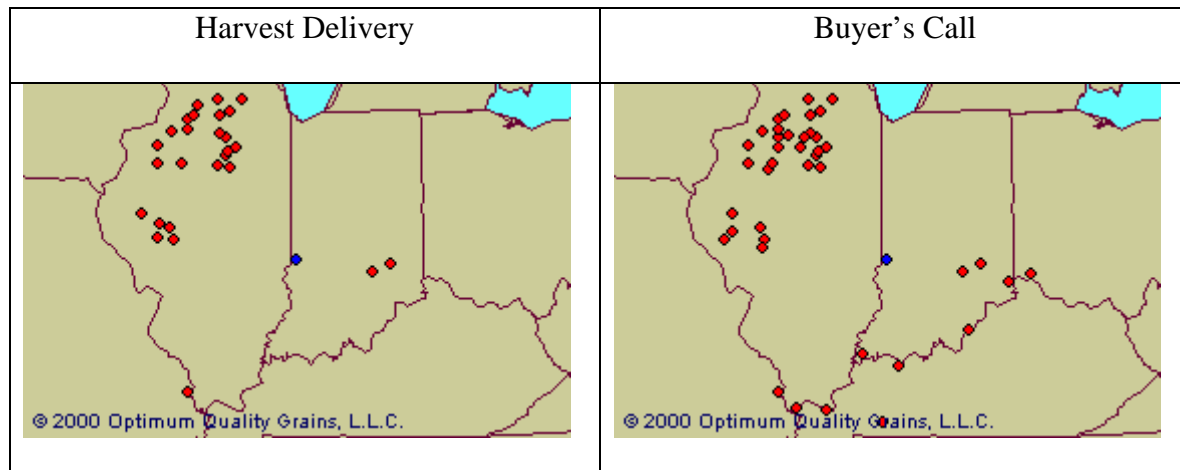 Harvest Delivery
Buyer's Call
© 2000 Optimum Quality Grains, L.L.C.
© 2000 Optimum Quality Grains, L.L.C.